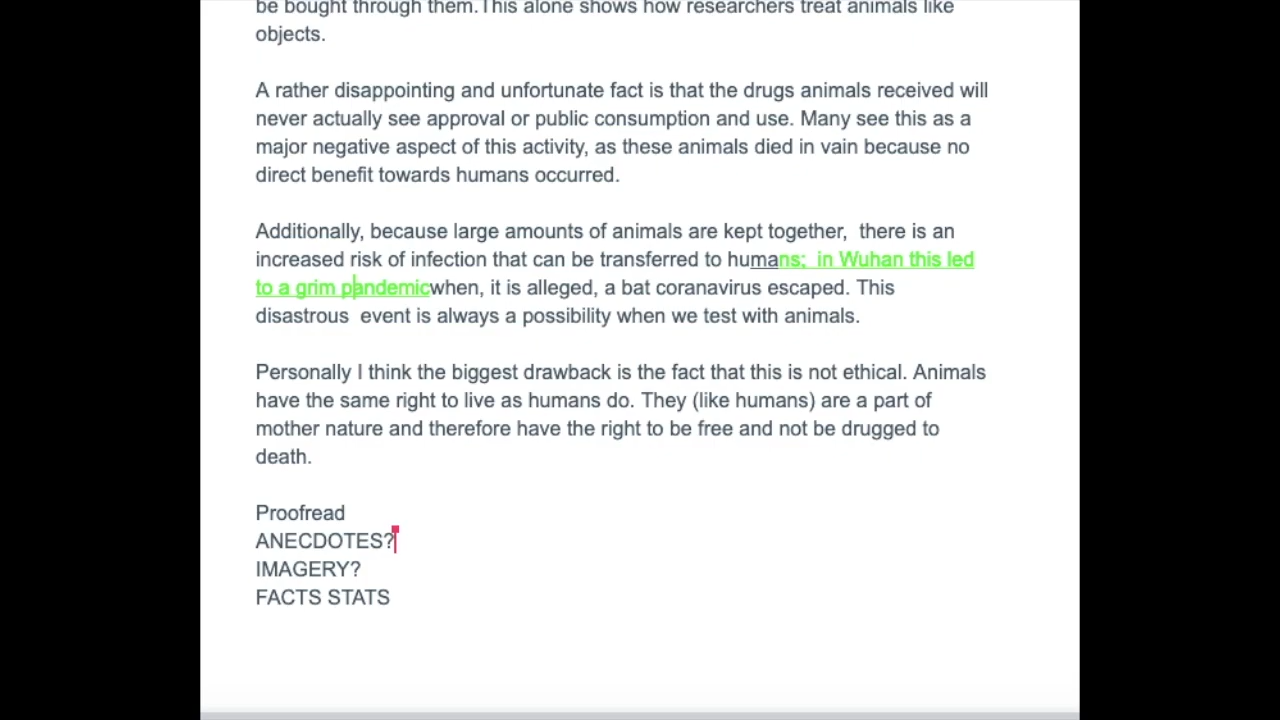 be bought through them. This alone shows how researchers treat animals like
objects.
A rather disappointing and unfortunate fact is that the drugs animals received will
never actually see approval or public consumption and use. Many see this as a
major negative aspect of this activity, as these animals died in vain because no
direct benefit towards humans occurred.
Additionally, because large amounts of animals are kept together,  there is an
increased risk of infection that can be transferred to humans;  in Wuhan this led
to a grim pandemicwhen, it is alleged, a bat coranavirus escaped. This
disastrous  event is always a possibility when we test with animals.
Personally I think the biggest drawback is the fact that this is not ethical. Animals
have the same right to live as humans do. They (like humans) are a part of
mother nature and therefore have the right to be free and not be drugged to
death.
Proofread
ANECDOTES?
IMAGERY?
FACTS STATS